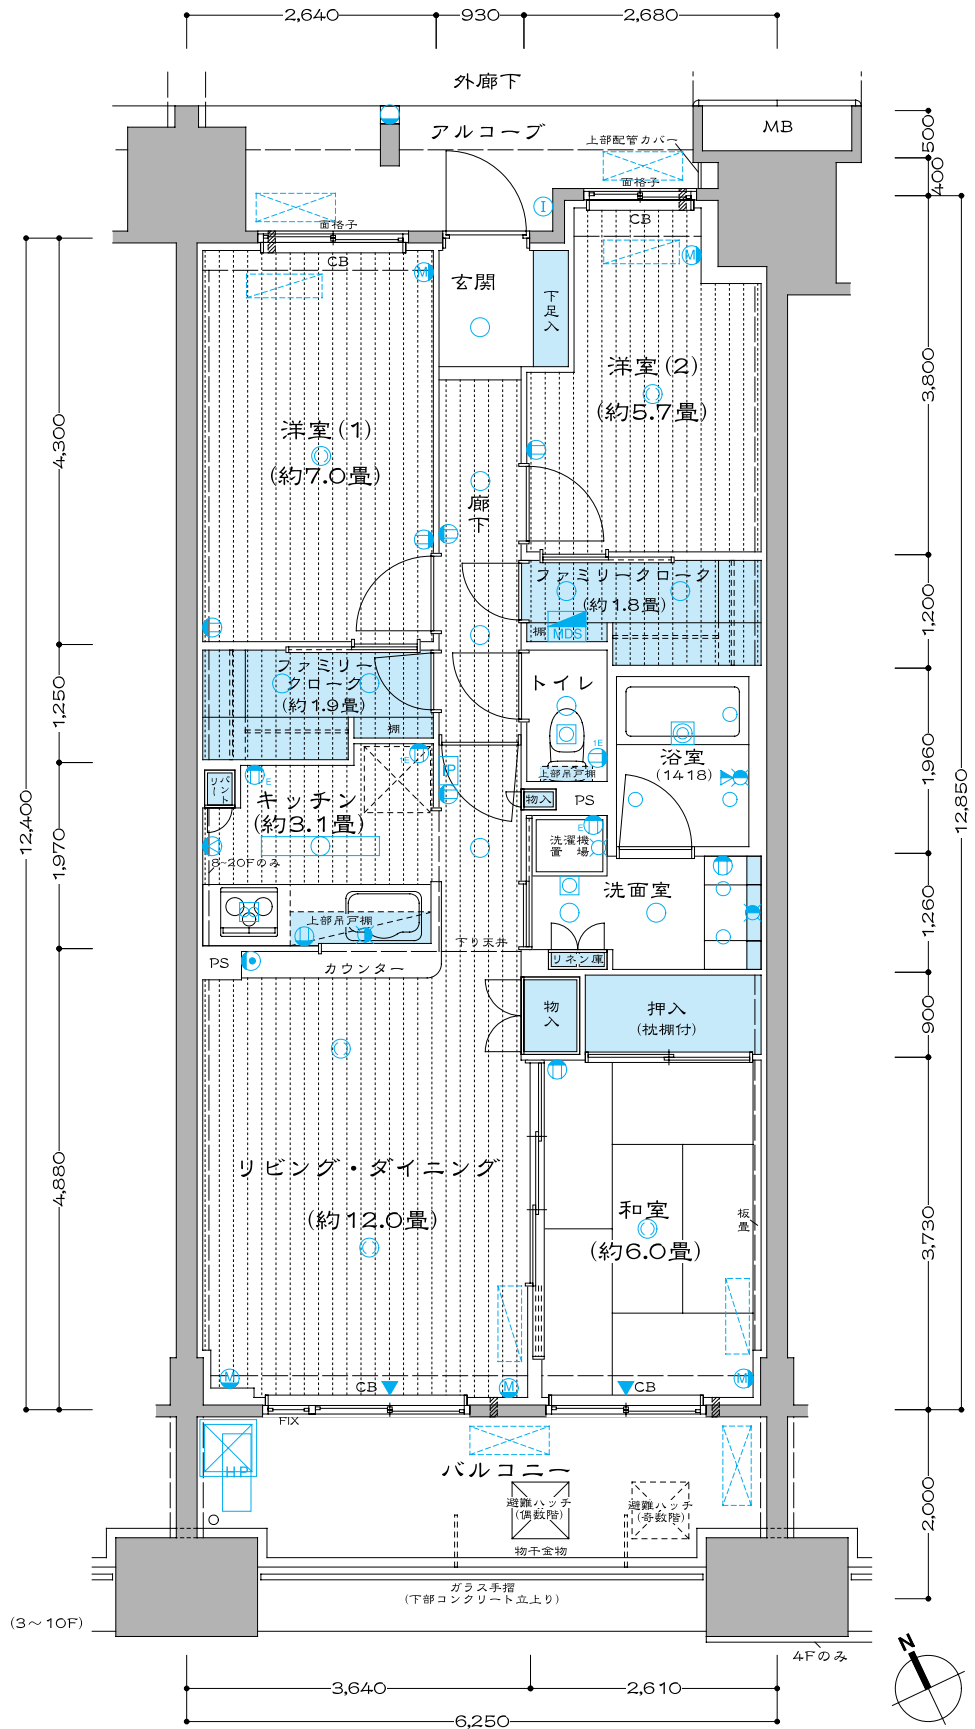 2,640
930
2,680
外廊下
アルコーブ
MB
上部配管カバー
500
400
面格子
面格子
I
CB
CB
M
M
玄関
下足入
洋室(2)
(約5.7畳)
3,800
洋室(1)
(約7.0畳)
4,300
廊下
ファミリークローク
(約1.8畳)
棚
MDS
1,200
ファミリー
クローク
(約1.9畳)
棚
1,250
トイレ
1E
上部吊戸棚
浴室
(1418)
1,960
12,850
1E
E
パントリー
キッチン
(約3.1畳)
物入
PS
E
洗濯機
置場
12,400
1,970
8~20Fのみ
洗面室
1,260
上部吊戸棚
下り天井
リネン庫
PS
カウンター
物入
押入
(枕棚付)
900
リビング・ダイニング
(約12.0畳)
4,880
和室
(約6.0畳)
板畳
3,730
M
M
M
CB
CB
FIX
HP
バルコニー
避難ハッチ
(偶数階)
避難ハッチ
(奇数階)
2,000
物干金物
ガラス手摺
(下部コンクリート立上り)
(3~10F)
4Fのみ
N
3,640
2,610
6,250